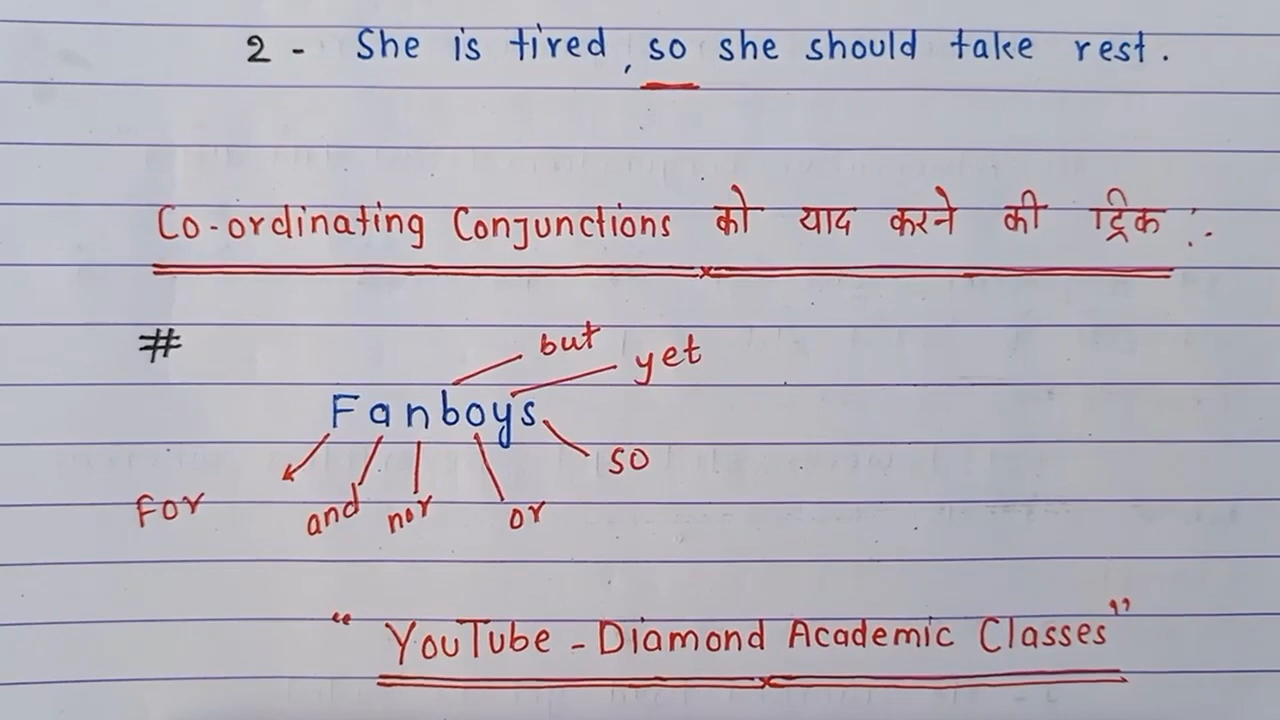 2 - She is tired, so she should take rest.
Co-ordinating Conjunctions को याद करने की ट्रिक :-
#
but
yet
Fanboys
so
For and nor or
"YouTube - Diamond Academic Classes"